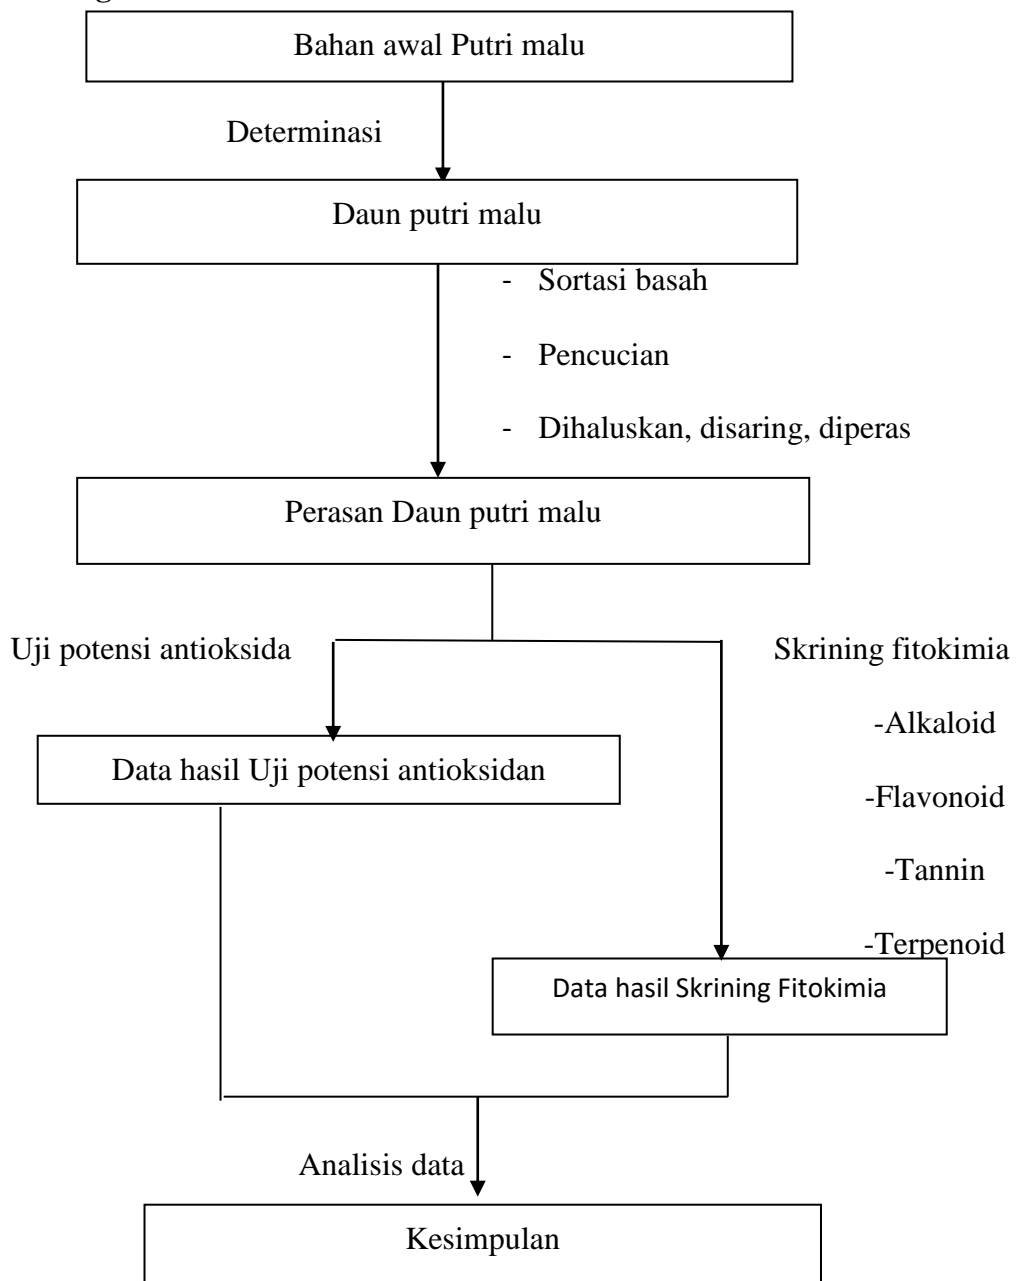 Bahan awal Putri malu
Determinasi
Daun putri malu
- Sortasi basah
- Pencucian
- Dihaluskan, disaring, diperas
Perasan Daun putri malu
Uji potensi antioksida
Skrining fitokimia
-Alkaloid
Data hasil Uji potensi antioksidan
-Flavonoid
-Tannin
-Terpenoid
Data hasil Skrining Fitokimia
Analisis data
Kesimpulan